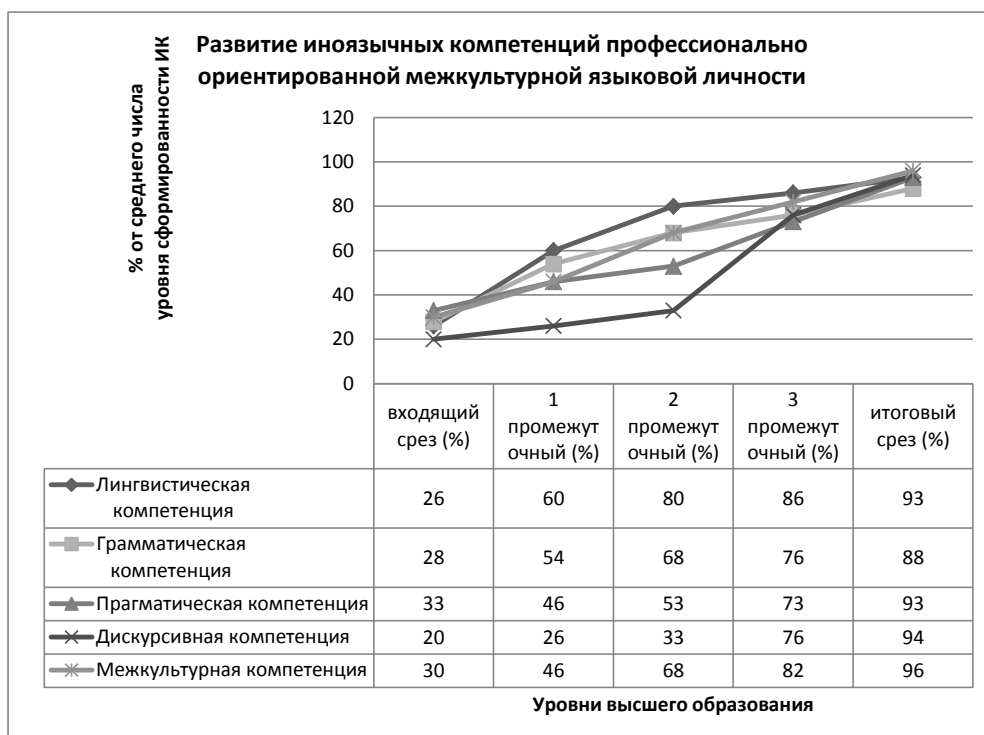 Развитие иноязычных компетенций профессионально
ориентированной межкультурной языковой личности
% от среднего числа
уровня сформированности ИК
120
100
80
60
40
20
0
входящий срез (%) 1 промежут очный (%) 2 промежут очный (%) 3 промежут очный (%) итоговый срез (%)
Лингвистическая компетенция 26 60 80 86 93
Грамматическая компетенция 28 54 68 76 88
Прагматическая компетенция 33 46 53 73 93
Дискурсивная компетенция 20 26 33 76 94
Межкультурная компетенция 30 46 68 82 96
Уровни высшего образования